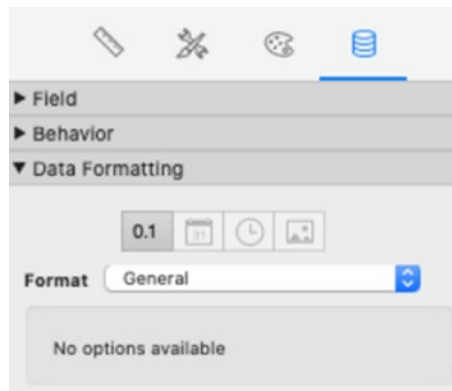 Field
Behavior
Data Formatting
0.1
31
Format General
No options available